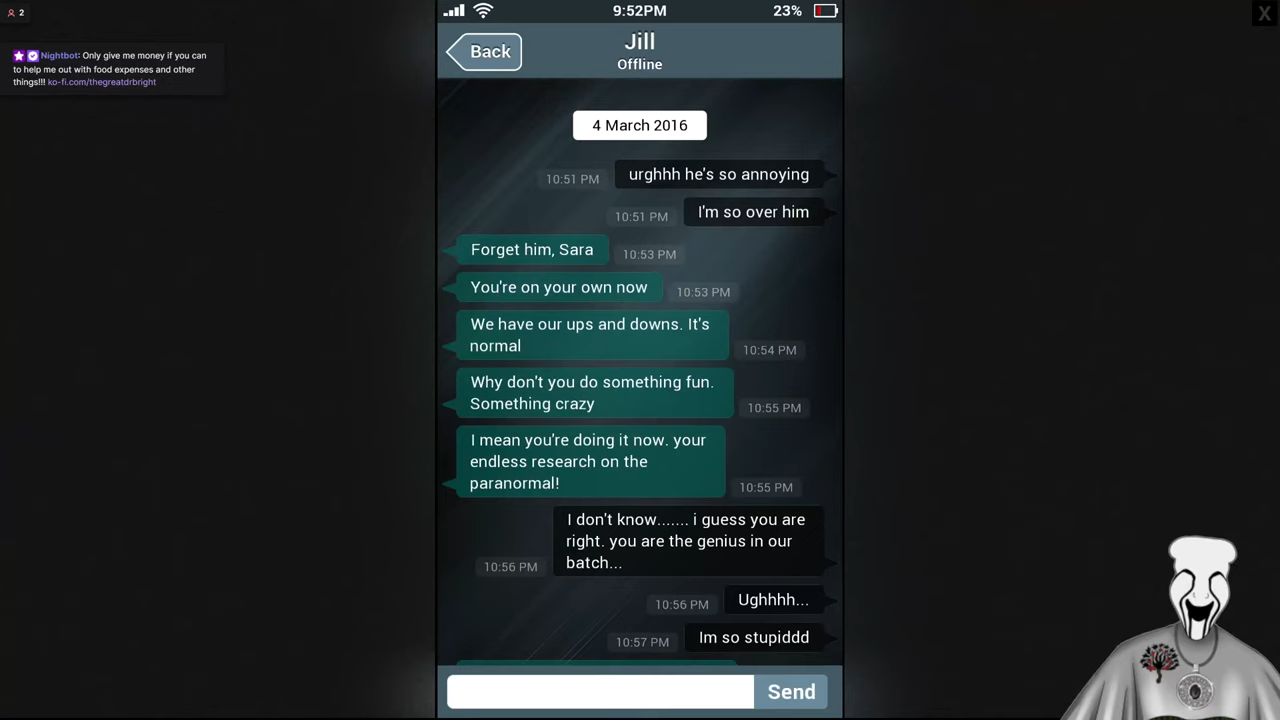 2
X
Nightbot: Only give me money if you can
to help me out with food expenses and other
things!!! ko-fi.com/thegreatdrbright
9:52PM
23%
Back
Jill
Offline
4 March 2016
10:51 PM urghhh he's so annoying
10:51 PM I'm so over him
Forget him, Sara 10:53 PM
You're on your own now 10:53 PM
We have our ups and downs. It's
normal 10:54 PM
Why don't you do something fun.
Something crazy 10:55 PM
I mean you're doing it now. your
endless research on the
paranormal! 10:55 PM
I don't know....... i guess you are
right. you are the genius in our
10:56 PM batch...
10:56 PM Ughhhh...
10:57 PM Im so stupiddd
Send